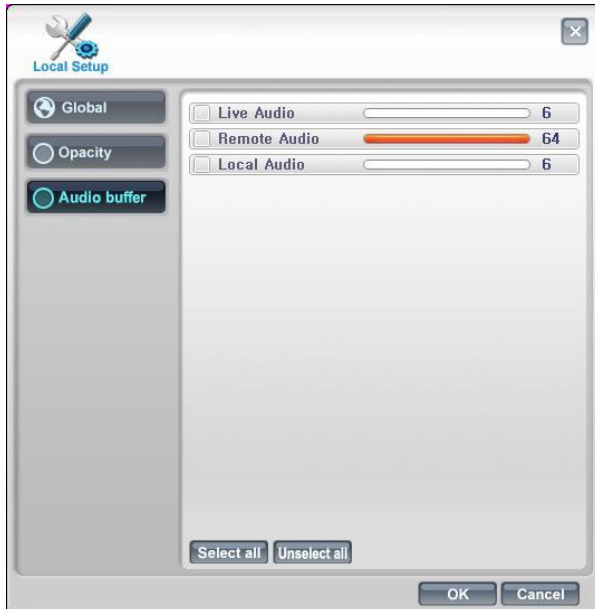 Local Setup
Global
Opacity
Audio buffer
Live Audio 6
Remote Audio 64
Local Audio 6
Select all Unselect all
OK Cancel